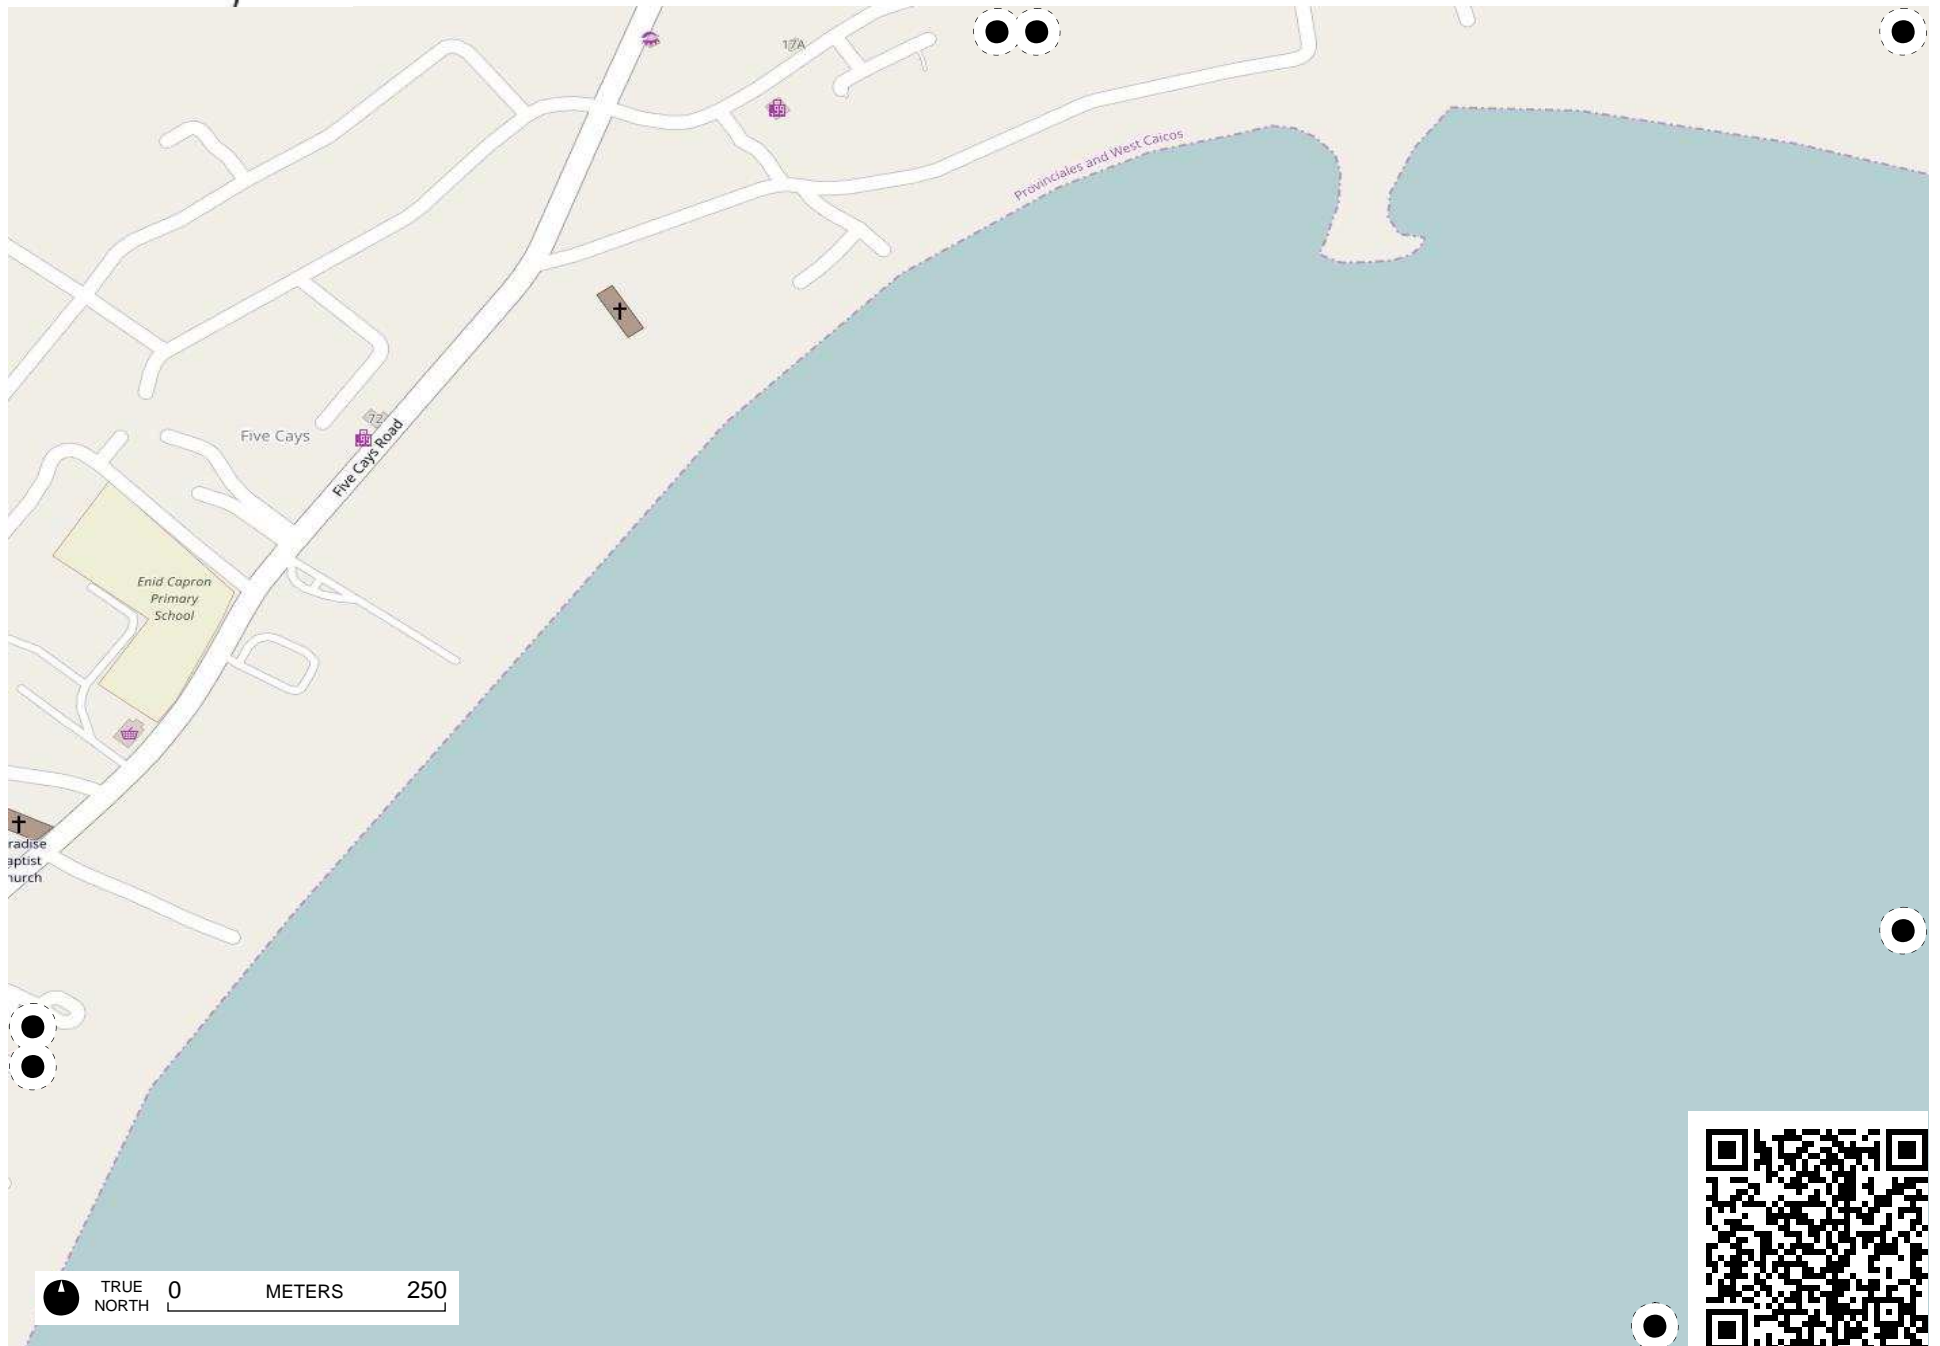 17A
Provinciales and West Caicos
72
Five Cays
Five Cays Road
Enid Capron
Primary
School
radise
aptist
hurch
TRUE
NORTH
0 METERS 250